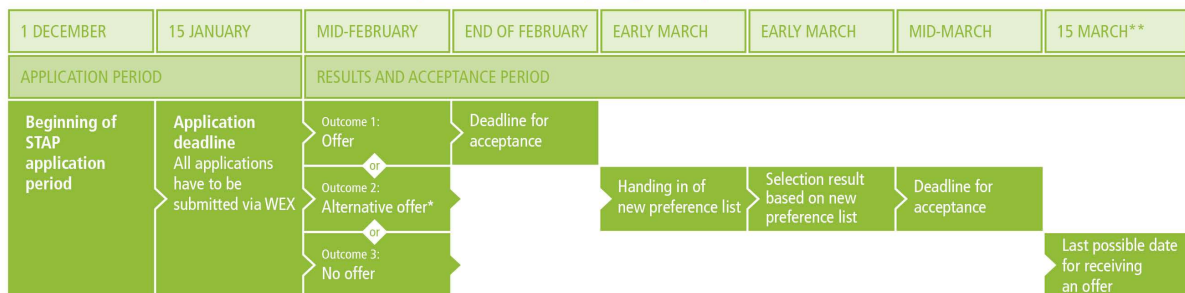 1 DECEMBER
15 JANUARY
MID-FEBRUARY
END OF FEBRUARY
EARLY MARCH
EARLY MARCH
MID-MARCH
15 MARCH**
APPLICATION PERIOD
RESULTS AND ACCEPTANCE PERIOD
Beginning of
STAP
application
period
Application
deadline
All applications
have to be
submitted via WEX
Outcome 1:
Offer
Deadline for
acceptance
or
Outcome 2:
Alternative offer*
Handing in of
new preference list
Selection result
based on new
preference list
Deadline for
acceptance
or
Outcome 3:
No offer
Last possible date
for receiving
an offer